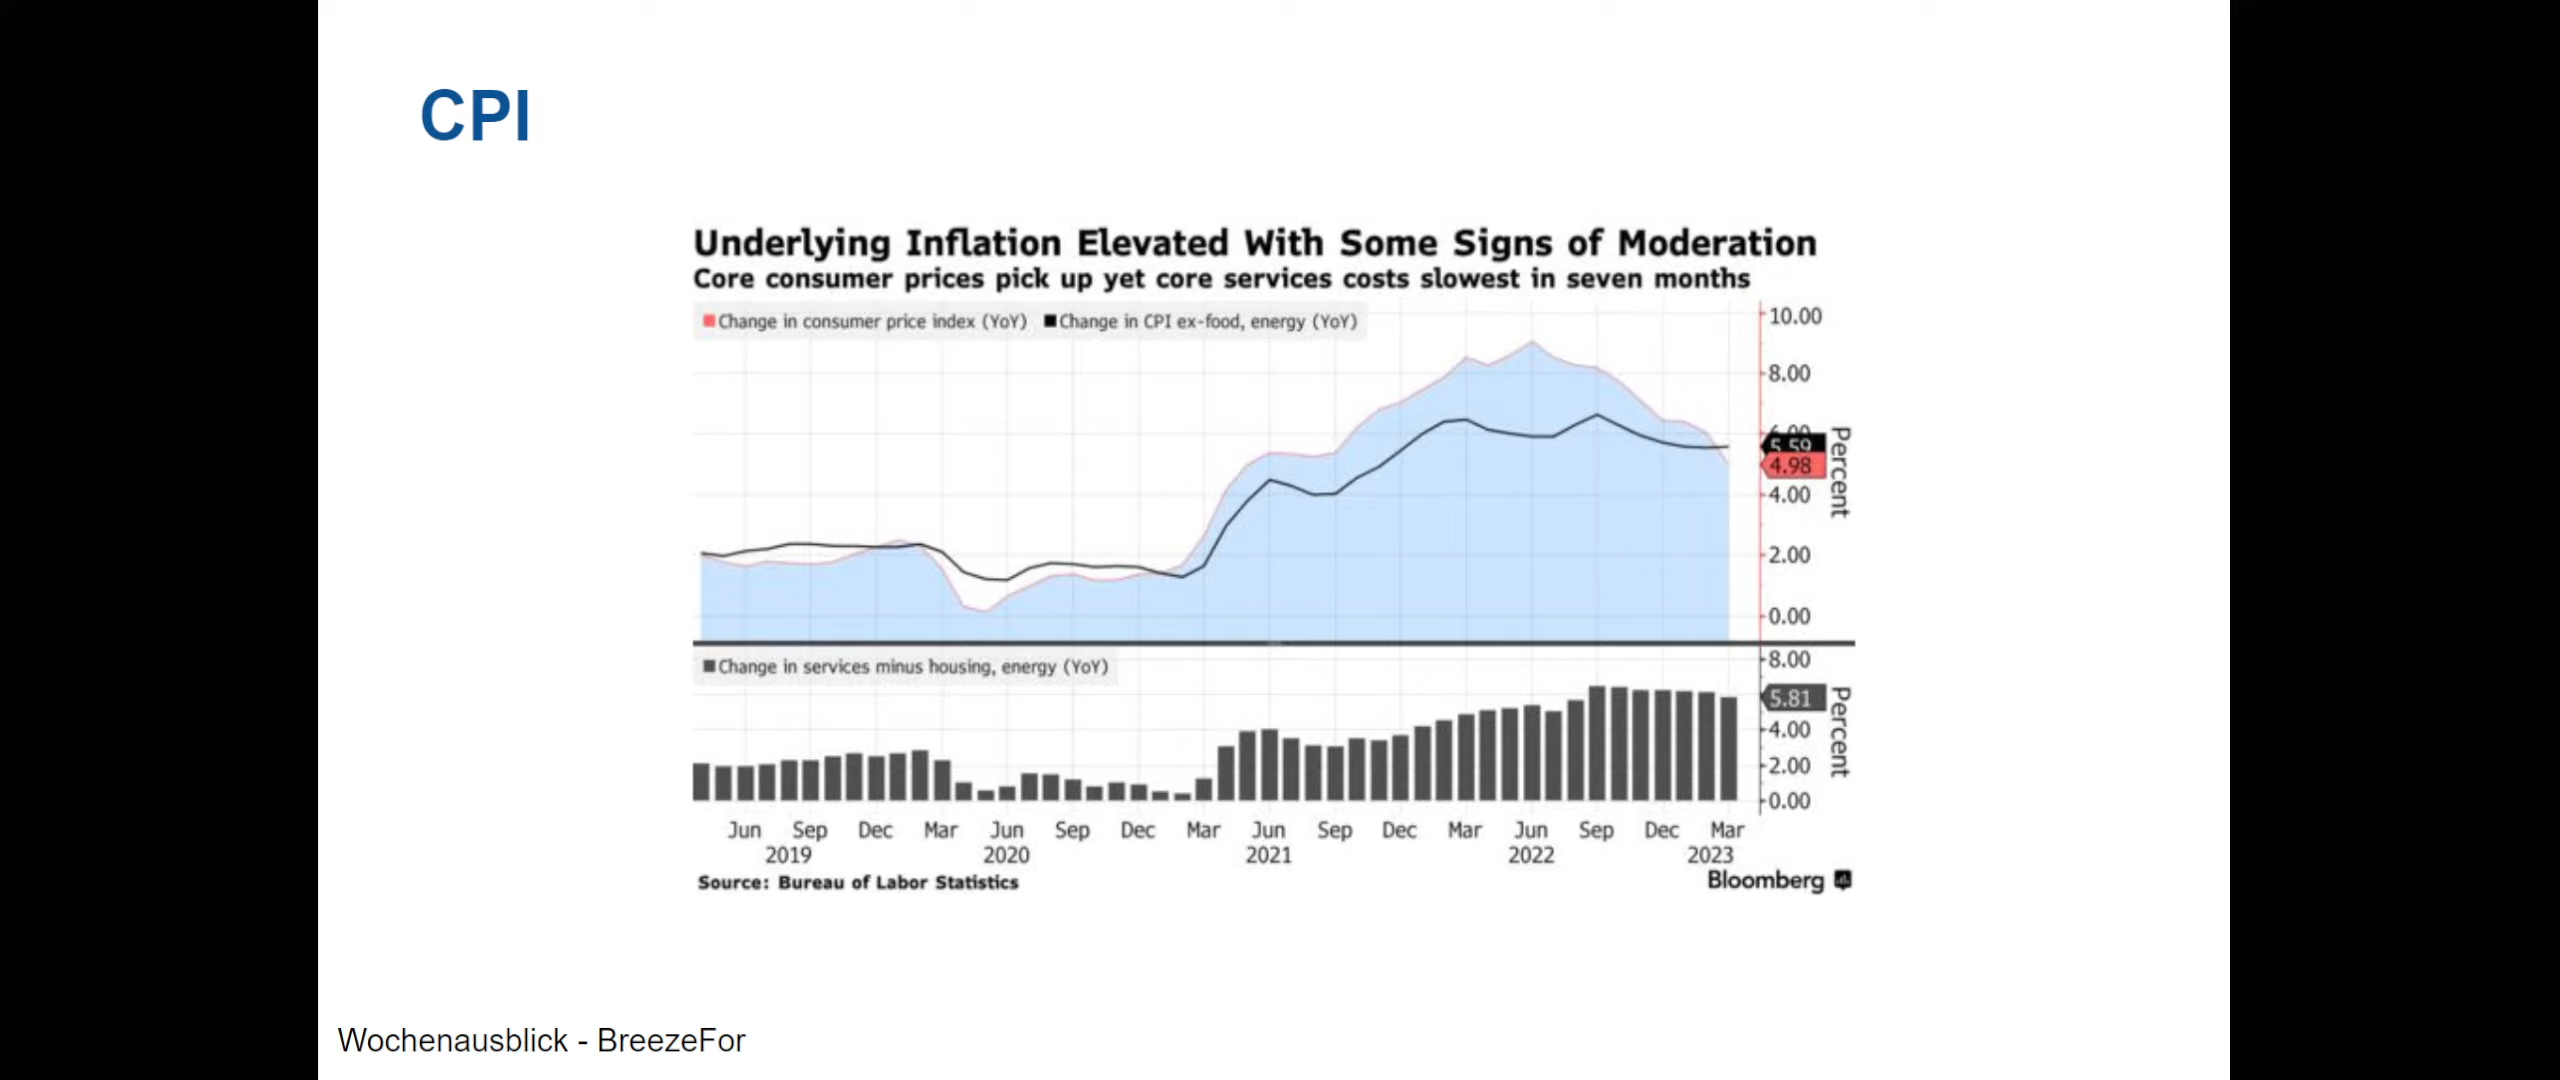 CPI
Underlying Inflation Elevated With Some Signs of Moderation
Core consumer prices pick up yet core services costs slowest in seven months
Change in consumer price index (YoY) Change in CPI ex-food, energy (YoY)
10.00
8.00
6.00
5.59
4.98
4.00
2.00
0.00
Percent
Change in services minus housing, energy (YoY)
8.00
5.81
4.00
2.00
0.00
Percent
Jun Sep Dec Mar Jun Sep Dec Mar Jun Sep Dec Mar Jun Sep Dec Mar
2019 2020 2021 2022 2023
Source: Bureau of Labor Statistics
Bloomberg
Wochenausblick - BreezeFor